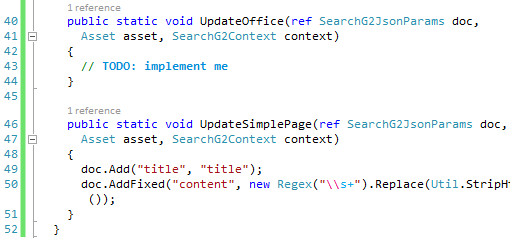 1 reference
40 public static void UpdateOffice(ref SearchG2JsonParams doc,
41 Asset asset, SearchG2Context context)
42 {
43 // TODO: implement me
44 }
45
1 reference
46 public static void UpdateSimplePage(ref SearchG2JsonParams doc,
47 Asset asset, SearchG2Context context)
48 {
49 doc.Add("title", "title");
50 doc.AddFixed("content", new Regex("\\s+").Replace(Util.StripH
());
51 }
52 }